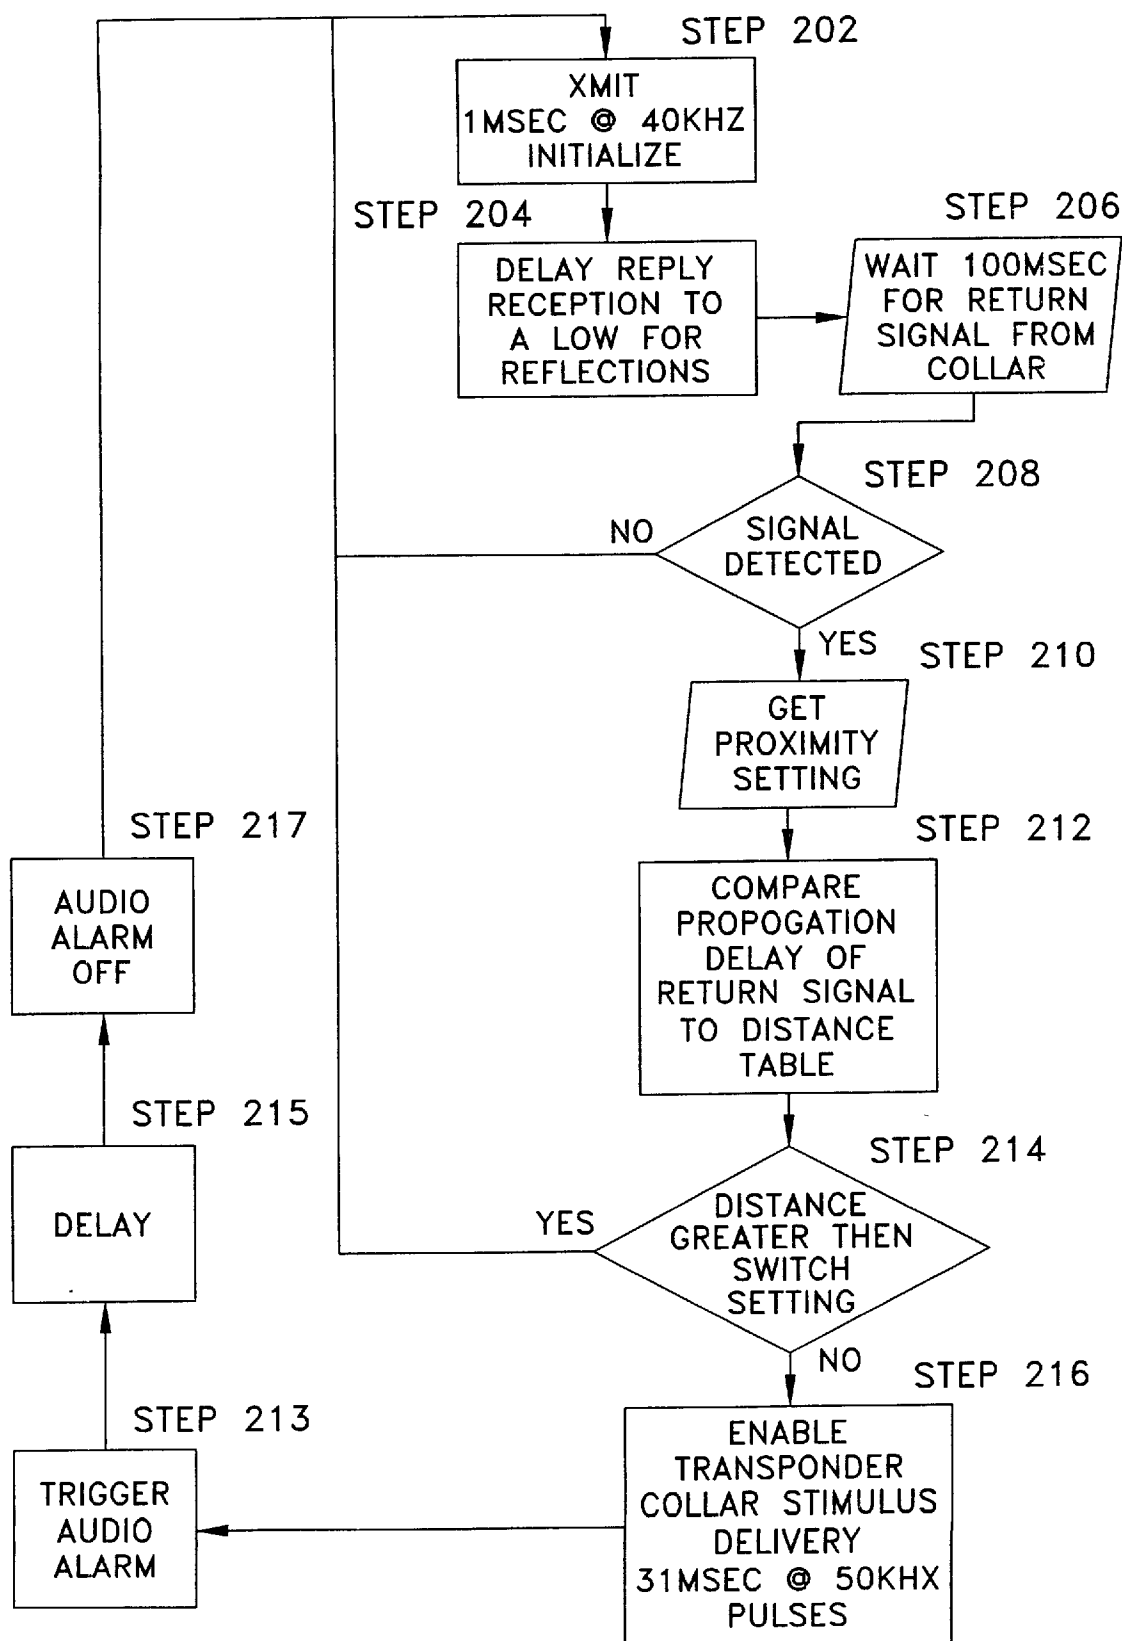 STEP 202
XMIT
1MSEC @ 40KHZ
INITIALIZE
STEP 204
DELAY REPLY
RECEPTION TO
A LOW FOR
REFLECTIONS
STEP 206
WAIT 100MSEC
FOR RETURN
SIGNAL FROM
COLLAR
STEP 208
SIGNAL
DETECTED
NO
YES
STEP 210
GET
PROXIMITY
SETTING
STEP 212
COMPARE
PROPOGATION
DELAY OF
RETURN SIGNAL
TO DISTANCE
TABLE
STEP 214
DISTANCE
GREATER THEN
SWITCH
SETTING
YES
NO
STEP 216
ENABLE
TRANSPONDER
COLLAR STIMULUS
DELIVERY
31MSEC @ 50KHX
PULSES
STEP 213
TRIGGER
AUDIO
ALARM
STEP 215
DELAY
STEP 217
AUDIO
ALARM
OFF